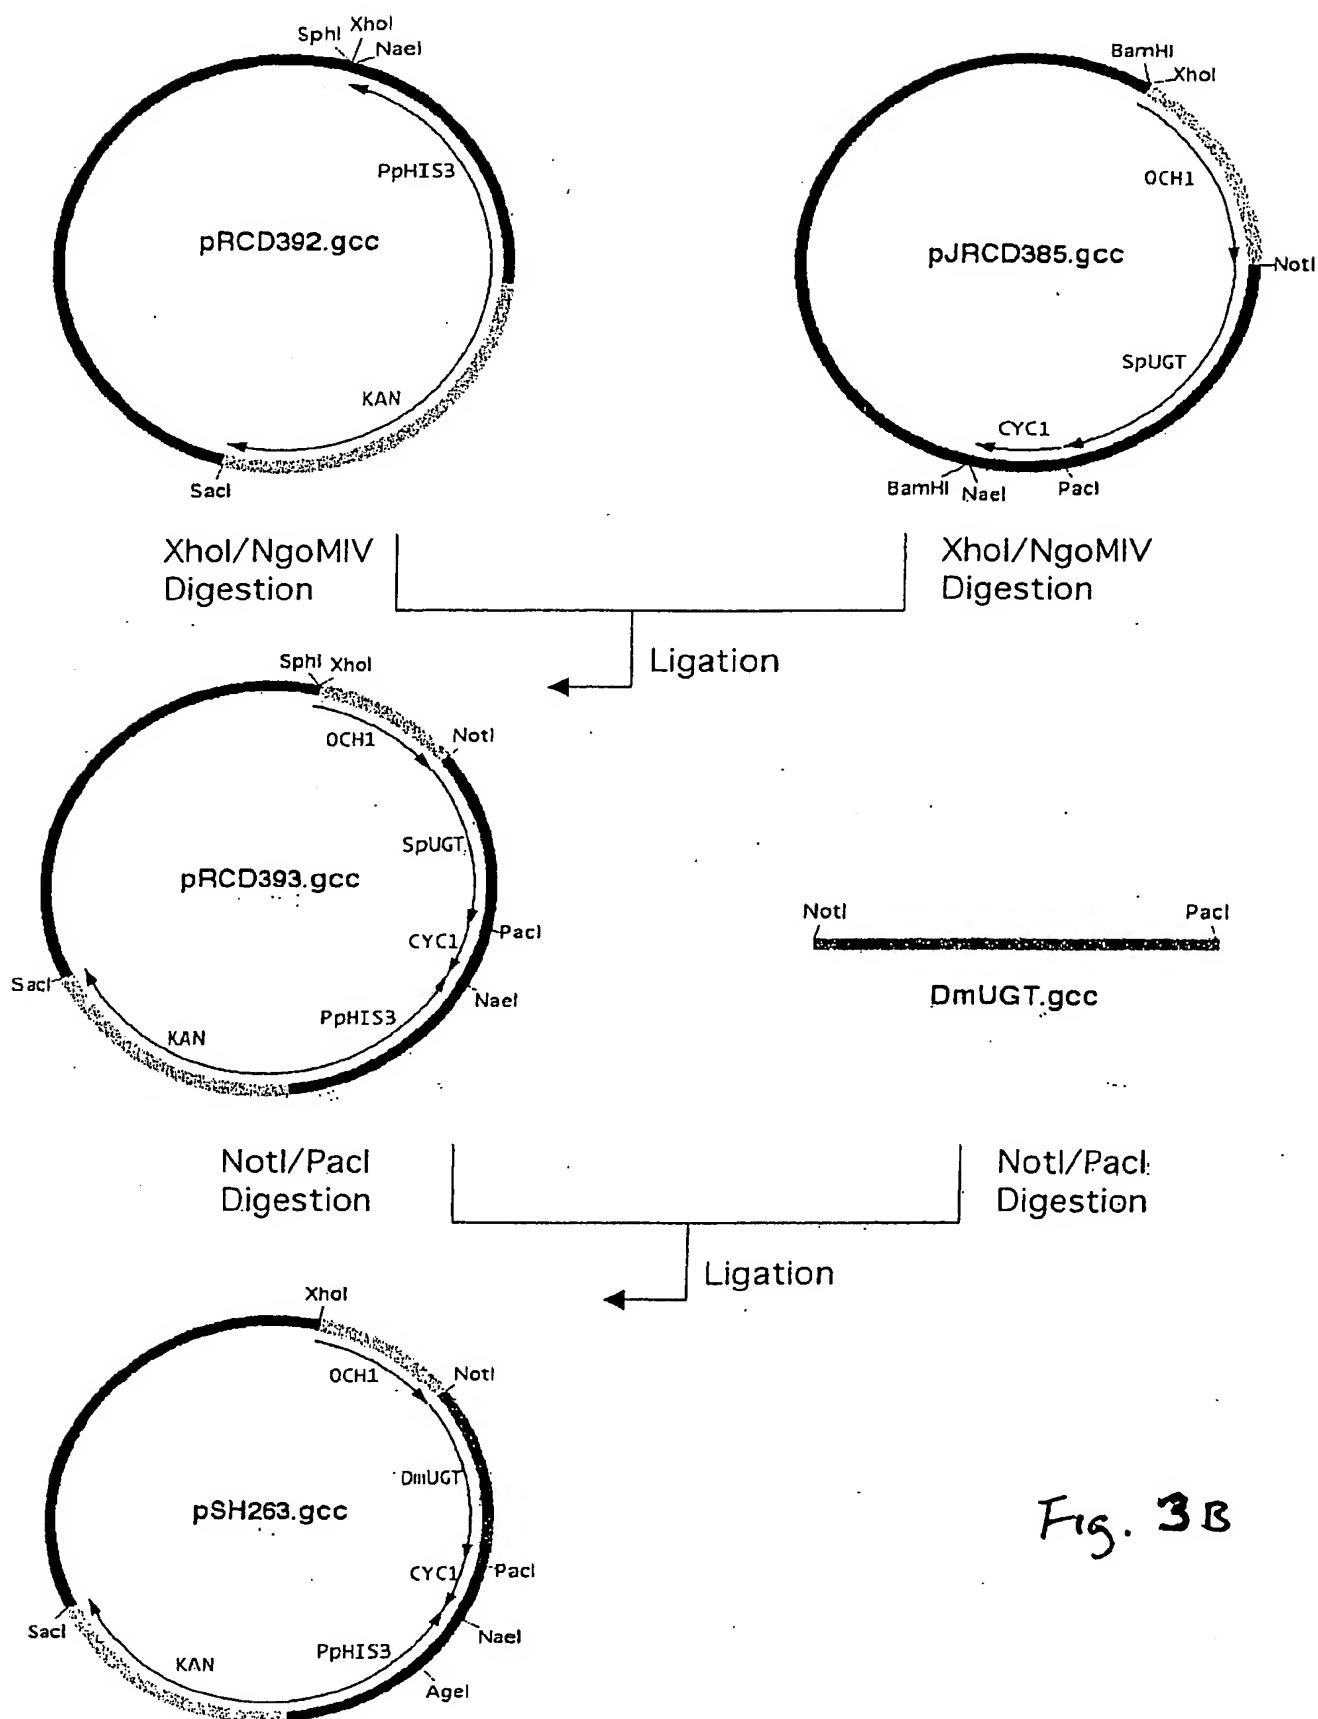 SphI XhoI
NaeI
PpHIS3
pRCD392.gcc
KAN
SacI
BamHI
XhoI
OCH1
pJRCD385.gcc
NotI
SpUGT
CYC1
BamHI NaeI PacI
XhoI/NgoMIV
Digestion
XhoI/NgoMIV
Digestion
Ligation
SphI XhoI
OCH1
NotI
SpUGT
pRCD393.gcc
CYC1
PacI
SacI
NaeI
PpHIS3
KAN
NotI PacI
DmUGT.gcc
NotI/PacI
Digestion
NotI/PacI
Digestion
Ligation
XhoI
OCH1
NotI
DmUGT
pSH263.gcc
CYC1
PacI
SacI
NaeI
PpHIS3
KAN
AgeI
Fig. 3B